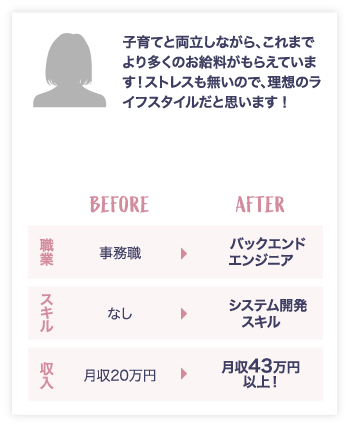 子育てと両立しながら、これまで
より多くのお給料がもらえていま
す！ストレスも無いので、理想のラ
イフスタイルだと思います！
BEFORE AFTER
職業 事務職 バックエンド
エンジニア
スキル なし システム開発
スキル
収入 月収20万円 月収43万円
以上！